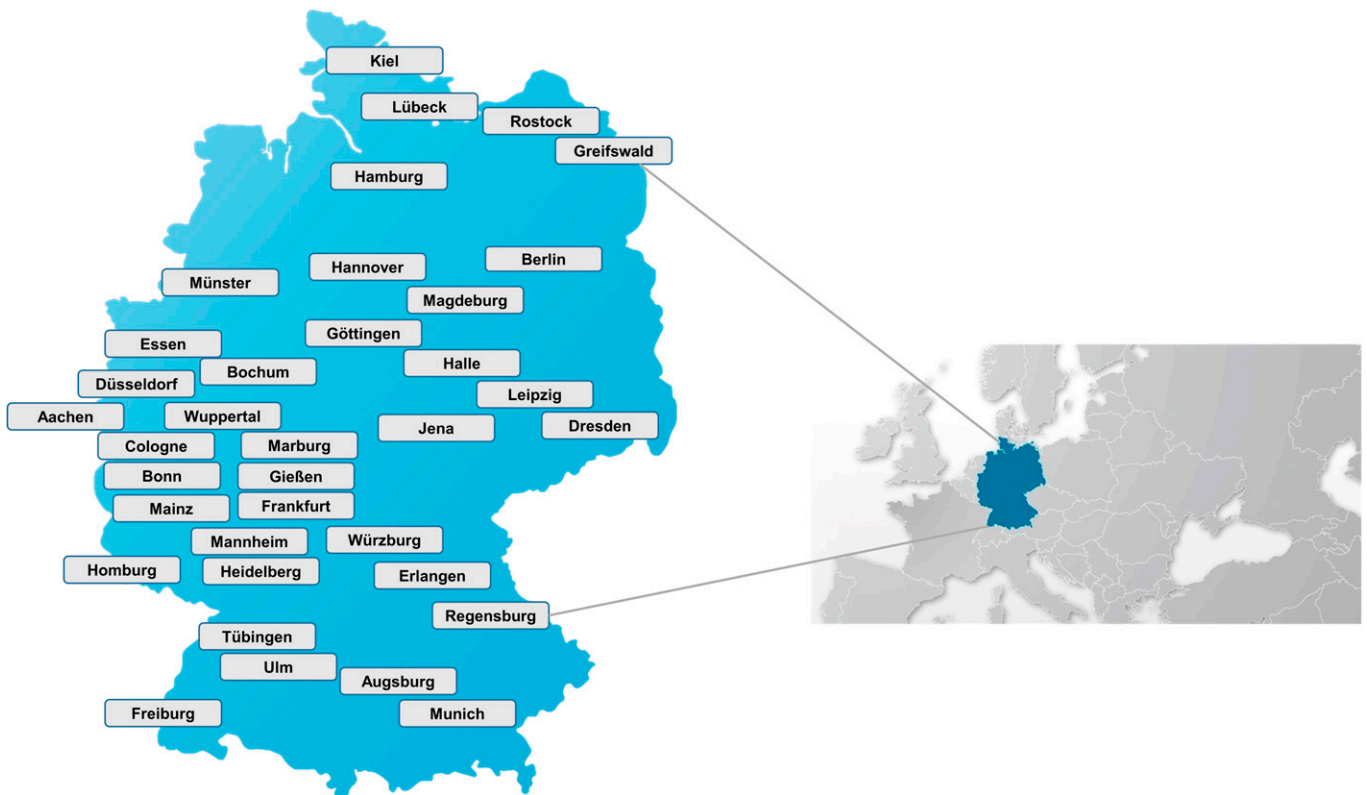 Kiel
Lübeck
Rostock
Greifswald
Hamburg
Berlin
Hannover
Münster
Magdeburg
Göttingen
Essen
Halle
Bochum
Düsseldorf
Leipzig
Aachen
Wuppertal
Jena
Dresden
Cologne
Marburg
Bonn
Gießen
Mainz
Frankfurt
Mannheim
Würzburg
Homburg
Heidelberg
Erlangen
Regensburg
Tübingen
Ulm
Augsburg
Freiburg
Munich